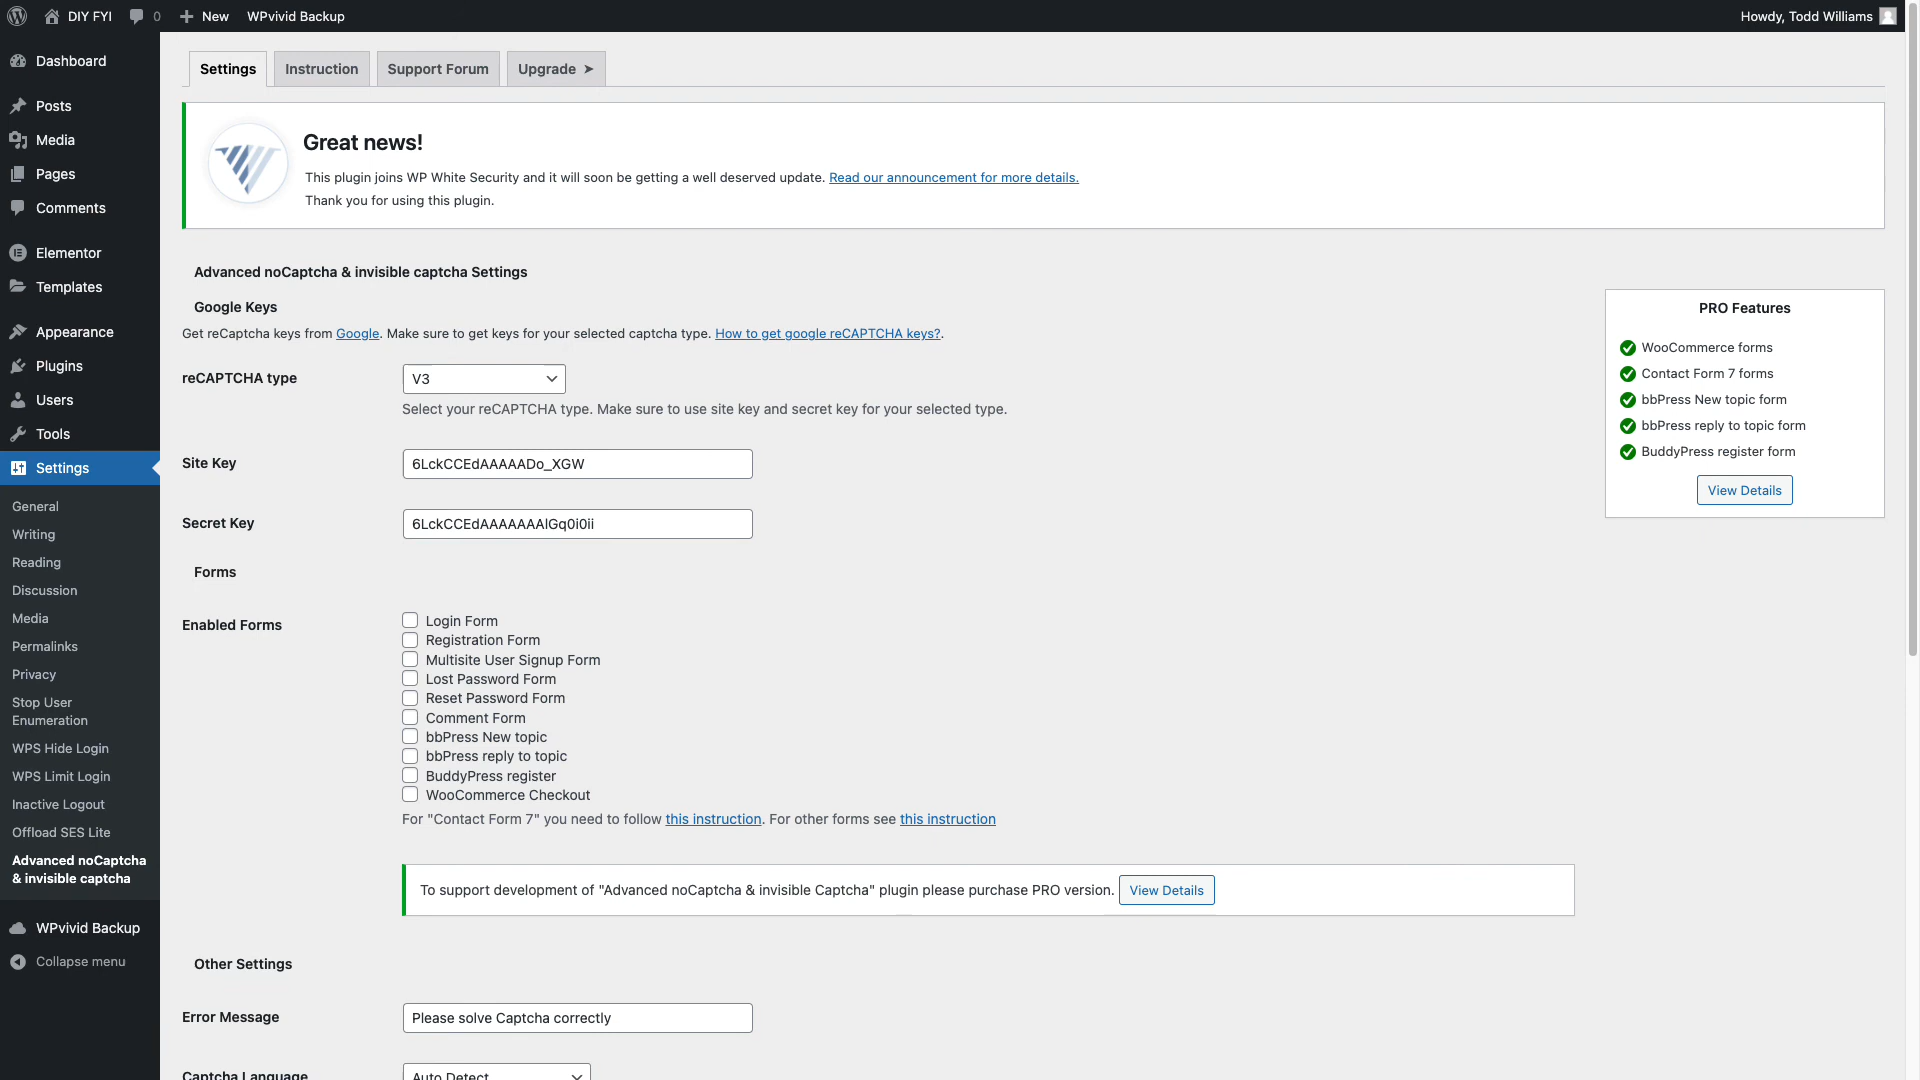 DIY FYI
0
New
WPvivid Backup
Howdy, Todd Williams
Dashboard
Posts
Media
Pages
Comments
Elementor
Templates
Appearance
Plugins
Users
Tools
Settings
General
Writing
Reading
Discussion
Media
Permalinks
Privacy
Stop User
Enumeration
WPS Hide Login
WPS Limit Login
Inactive Logout
Offload SES Lite
Advanced noCaptcha
& invisible captcha
WPvivid Backup
Collapse menu
Settings
Instruction
Support Forum
Upgrade ➤
Great news!
This plugin joins WP White Security and it will soon be getting a well deserved update. Read our announcement for more details.
Thank you for using this plugin.
Advanced noCaptcha & invisible captcha Settings
Google Keys
Get reCaptcha keys from Google. Make sure to get keys for your selected captcha type. How to get google reCAPTCHA keys?.
reCAPTCHA type
V3
Select your reCAPTCHA type. Make sure to use site key and secret key for your selected type.
Site Key
6LckCCEdAAAAADo_XGW
Secret Key
6LckCCEdAAAAAAAIGq0i0ii
Forms
Enabled Forms
Login Form
Registration Form
Multisite User Signup Form
Lost Password Form
Reset Password Form
Comment Form
bbPress New topic
bbPress reply to topic
BuddyPress register
WooCommerce Checkout
For "Contact Form 7" you need to follow this instruction. For other forms see this instruction
To support development of "Advanced noCaptcha & invisible Captcha" plugin please purchase PRO version.
View Details
Other Settings
Error Message
Please solve Captcha correctly
Captcha Language
Auto Detect
PRO Features
WooCommerce forms
Contact Form 7 forms
bbPress New topic form
bbPress reply to topic form
BuddyPress register form
View Details